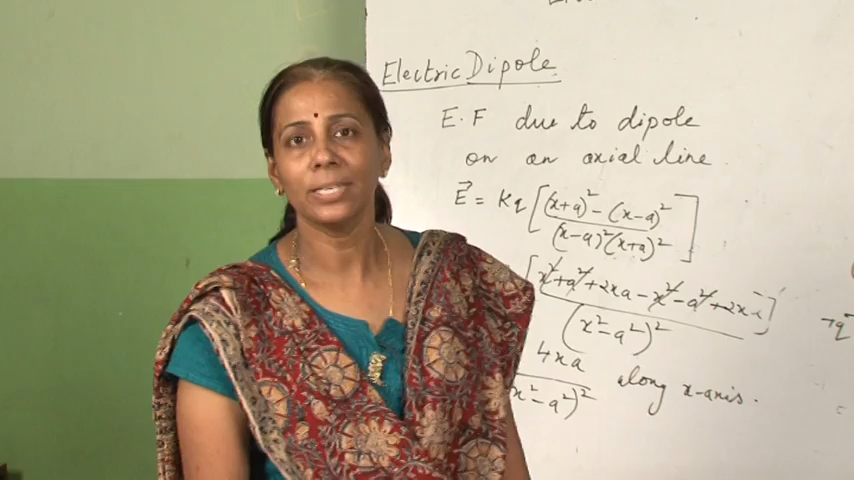 Electric Dipole
E.F due to dipole
on an axial line
E⃗ = Kq [(x+a)² - (x-a)² / (x-a)²(x+a)²]
[x²+a²+2xa-x²-a²+2x / (x²-a²)²]
4xa / (x²-a²)² along x-axis.